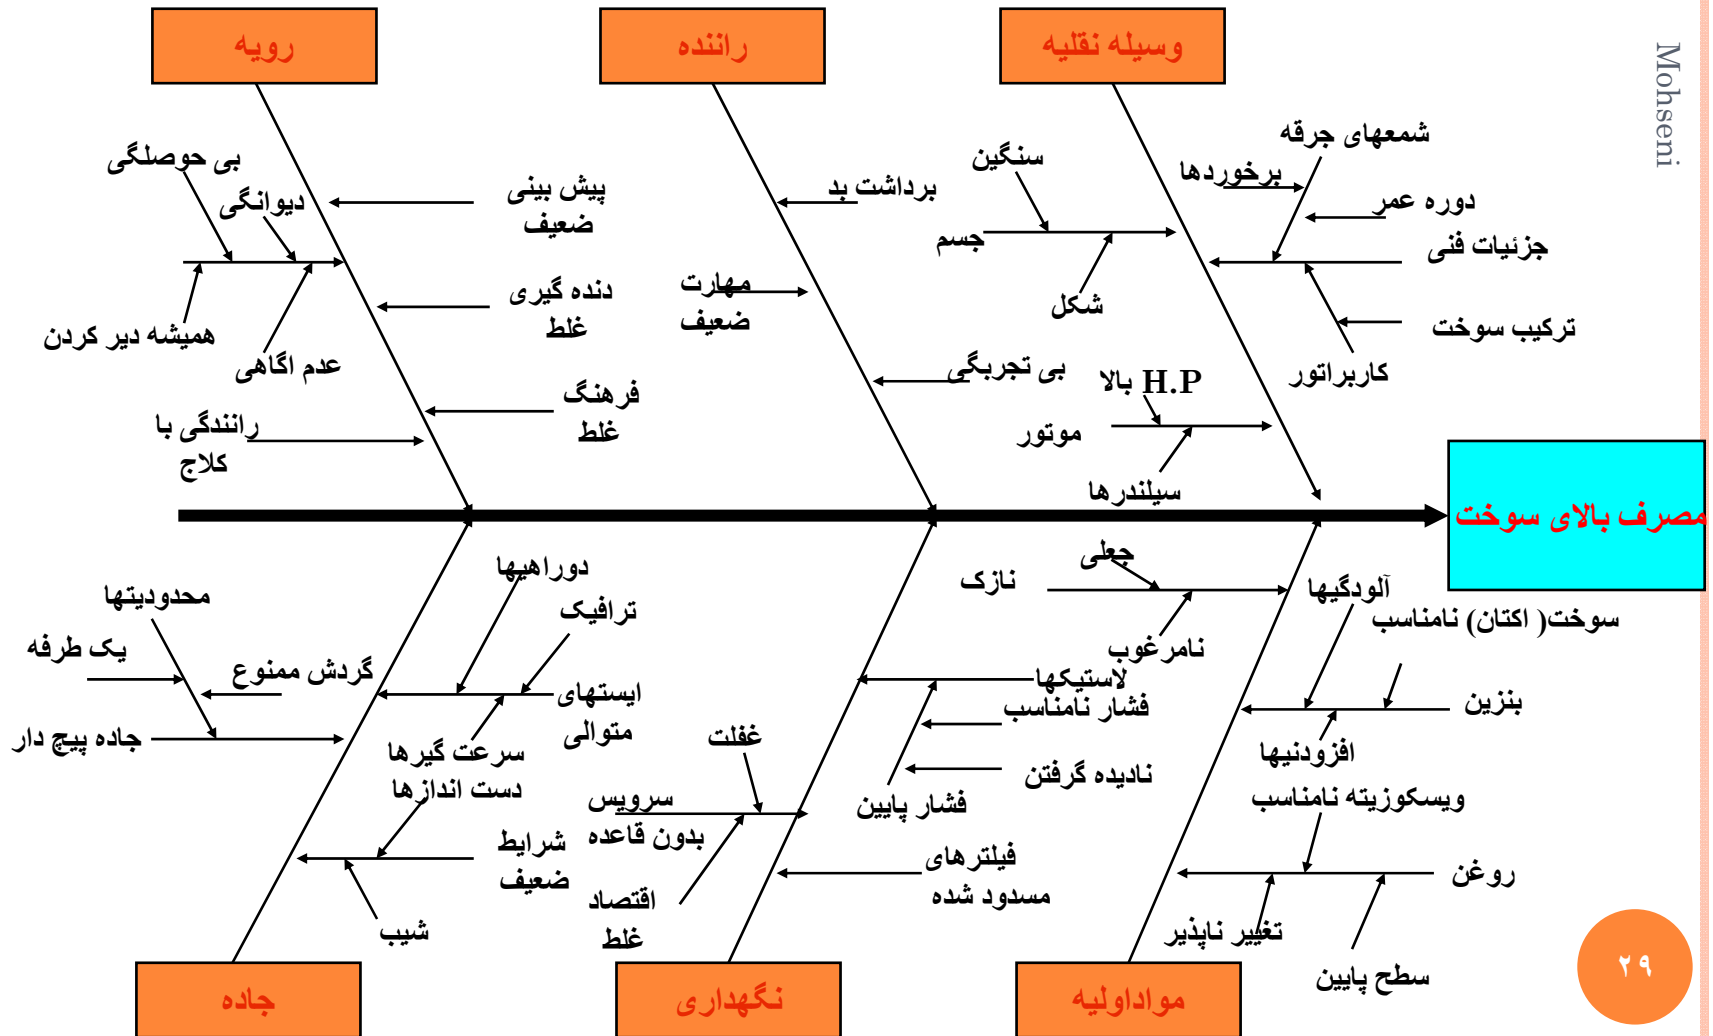 وسیله نقلیه
راننده
رویه
Mohseni
شمعهای جرقه
برخوردها
دوره عمر
جزئیات فنی
ترکیب سوخت
کاربراتور
سنگین
جسم
شکل
H.P بالا
موتور
سیلندرها
برداشت بد
مهارت
ضعیف
بی تجربگی
بی حوصلگی
دیوانگی
پیش بینی
ضعیف
دنده گیری
غلط
همیشه دیر کردن
عدم اگاهی
فرهنگ
غلط
رانندگی با
کلاج
مصرف بالای سوخت
جعلی
نازک
نامرغوب
آلودگیها
سوخت( اکتان) نامناسب
بنزین
افزودنیها
ویسکوزیته نامناسب
روغن
تغییر ناپذیر
سطح پایین
لاستیکها
فشار نامناسب
نادیده گرفتن
فشار پایین
غفلت
سرویس
بدون قاعده
اقتصاد
غلط
فیلترهای
مسدود شده
دوراهیها
ترافیک
ایستهای
متوالی
سرعت گیرها
محدودیتها
یک طرفه
گردش ممنوع
جاده پیچ دار
دست اندازها
شرایط
ضعیف
شیب
مواداولیه
نگهداری
جاده
۲۹